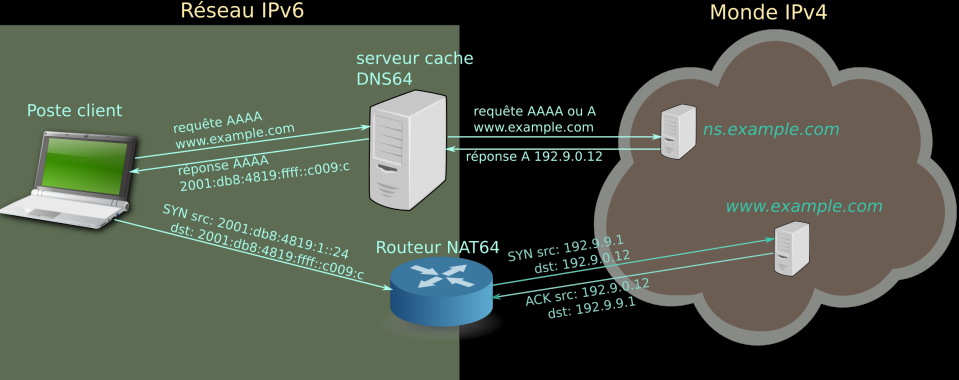 Réseau IPv6
Monde IPv4
serveur cache
DNS64
Poste client
requête AAAA
www.example.com
réponse AAAA
2001:db8:4819:ffff::c009:c
requête AAAA ou A
www.example.com
réponse A 192.9.0.12
ns.example.com
www.example.com
SYN src: 2001:db8:4819:1::24
dst: 2001:db8:4819:ffff::c009:c
Routeur NAT64
SYN src: 192.9.9.1
dst: 192.9.0.12
ACK src: 192.9.0.12
dst: 192.9.9.1